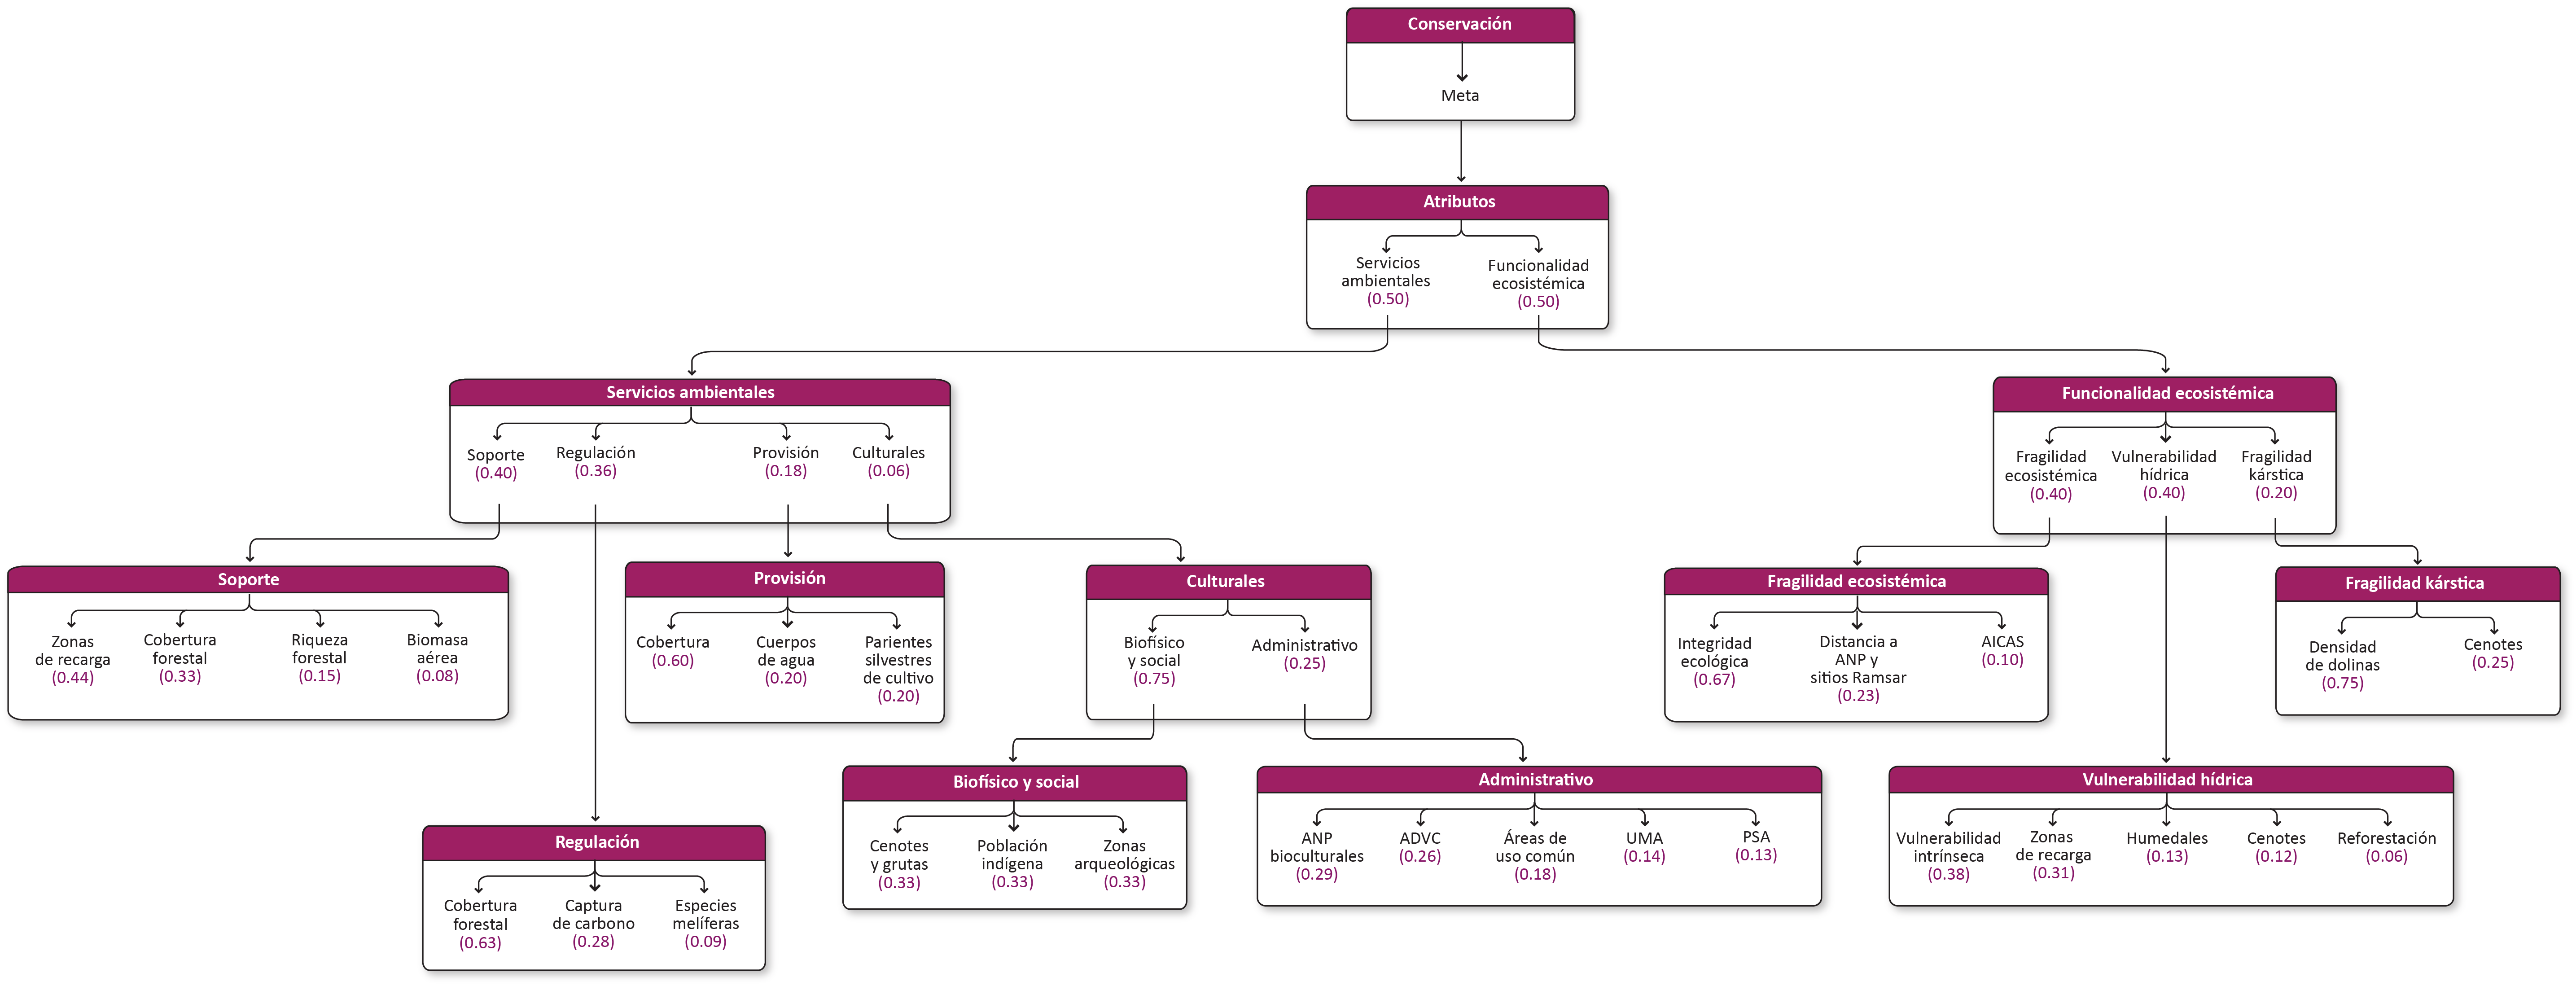 Conservación
Meta
Atributos
Servicios
ambientales
(0.50)
Funcionalidad
ecosistémica
(0.50)
Servicios ambientales
Soporte
(0.40)
Regulación
(0.36)
Provisión
(0.18)
Culturales
(0.06)
Funcionalidad ecosistémica
Fragilidad
ecosistémica
(0.40)
Vulnerabilidad
hídrica
(0.40)
Fragilidad
kárstica
(0.20)
Soporte
Zonas
de recarga
(0.44)
Cobertura
forestal
(0.33)
Riqueza
forestal
(0.15)
Biomasa
aérea
(0.08)
Provisión
Cobertura
(0.60)
Cuerpos
de agua
(0.20)
Parientes
silvestres
de cultivo
(0.20)
Culturales
Biofísico
y social
(0.75)
Administrativo
(0.25)
Fragilidad ecosistémica
Integridad
ecológica
(0.67)
Distancia a
ANP y
sitios Ramsar
(0.23)
AICAS
(0.10)
Fragilidad kárstica
Densidad
de dolinas
(0.75)
Cenotes
(0.25)
Regulación
Cobertura
forestal
(0.63)
Captura
de carbono
(0.28)
Especies
melíferas
(0.09)
Biofísico y social
Cenotes
y grutas
(0.33)
Población
indígena
(0.33)
Zonas
arqueológicas
(0.33)
Administrativo
ANP
bioculturales
(0.29)
ADVC
(0.26)
Áreas de
uso común
(0.18)
UMA
(0.14)
PSA
(0.13)
Vulnerabilidad hídrica
Vulnerabilidad
intrínseca
(0.38)
Zonas
de recarga
(0.31)
Humedales
(0.13)
Cenotes
(0.12)
Reforestación
(0.06)